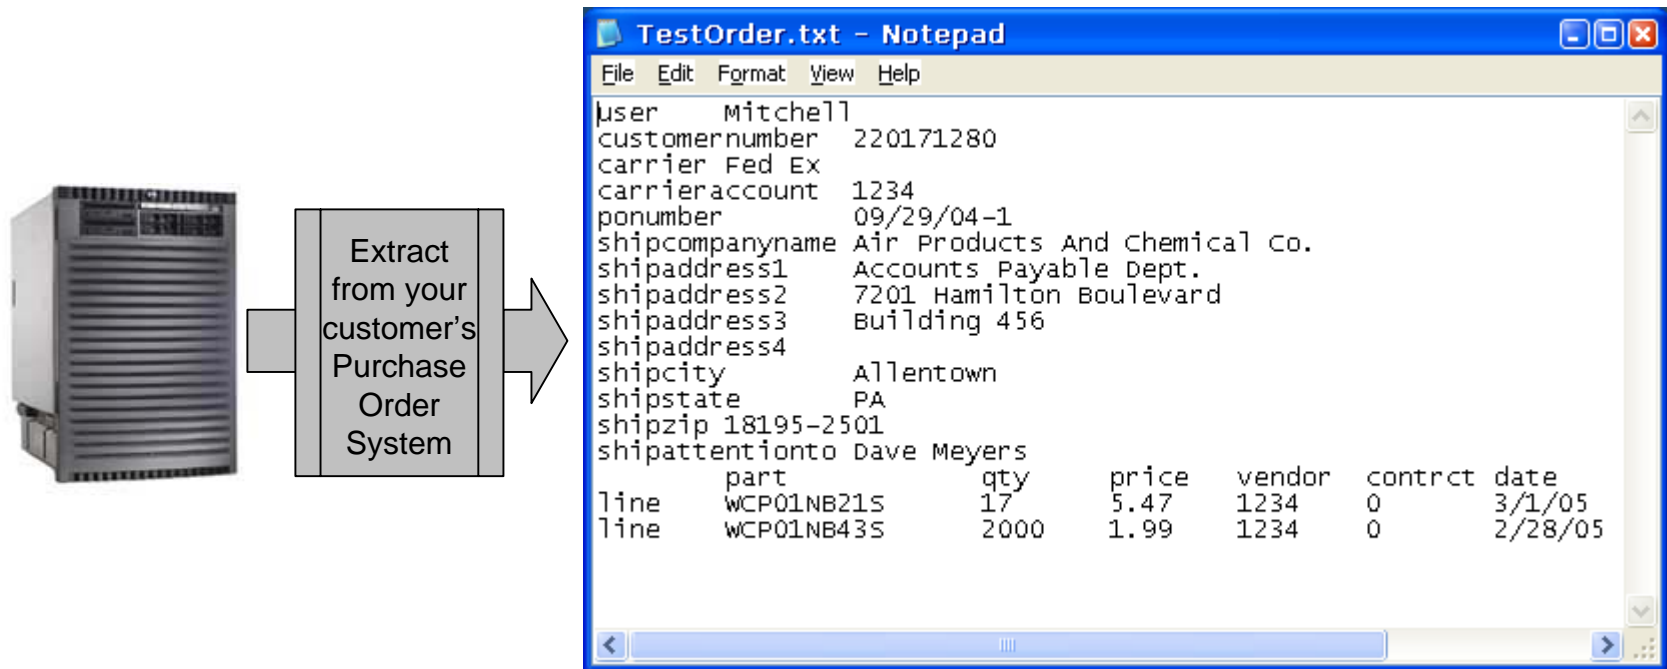 Extract
from your
customer's
Purchase
Order
System
TestOrder.txt - Notepad
File Edit Format View Help
user Mitchell
customernumber 220171280
carrier Fed Ex
carrieraccount 1234
ponumber 09/29/04-1
shipcompanyname Air Products And Chemical Co.
shipaddress1 Accounts Payable Dept.
shipaddress2 7201 Hamilton Boulevard
shipaddress3 Building 456
shipaddress4
shipcity Allentown
shipstate PA
shipzip 18195-2501
shipattentionto Dave Meyers
part qty price vendor contrct date
line WCP01NB21S 17 5.47 1234 0 3/1/05
line WCP01NB43S 2000 1.99 1234 0 2/28/05